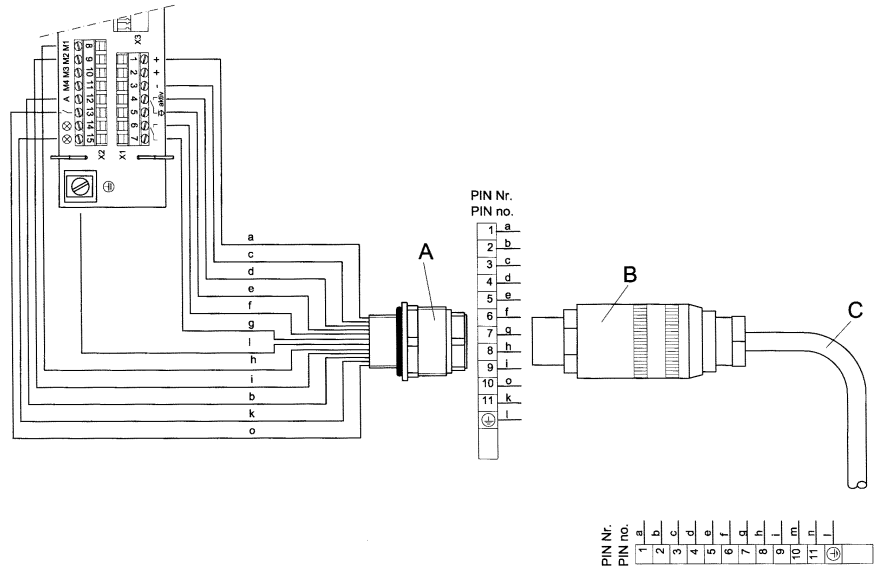 X3
M1 8
M2 9
M3 10
M4 11
A 12
13
14
15
X2
1 +
2 +
3 -
4
5
6
7
X1
aktive
a
c
d
e
f
g
l
h
i
b
k
o
A
PIN Nr.
PIN no.
1 a
2 b
3 c
4 d
5 e
6 f
7 g
8 h
9 i
10 o
11 k
l
B
C
PIN Nr.
PIN no.
a b c d e f g h i m n l
1 2 3 4 5 6 7 8 9 10 11